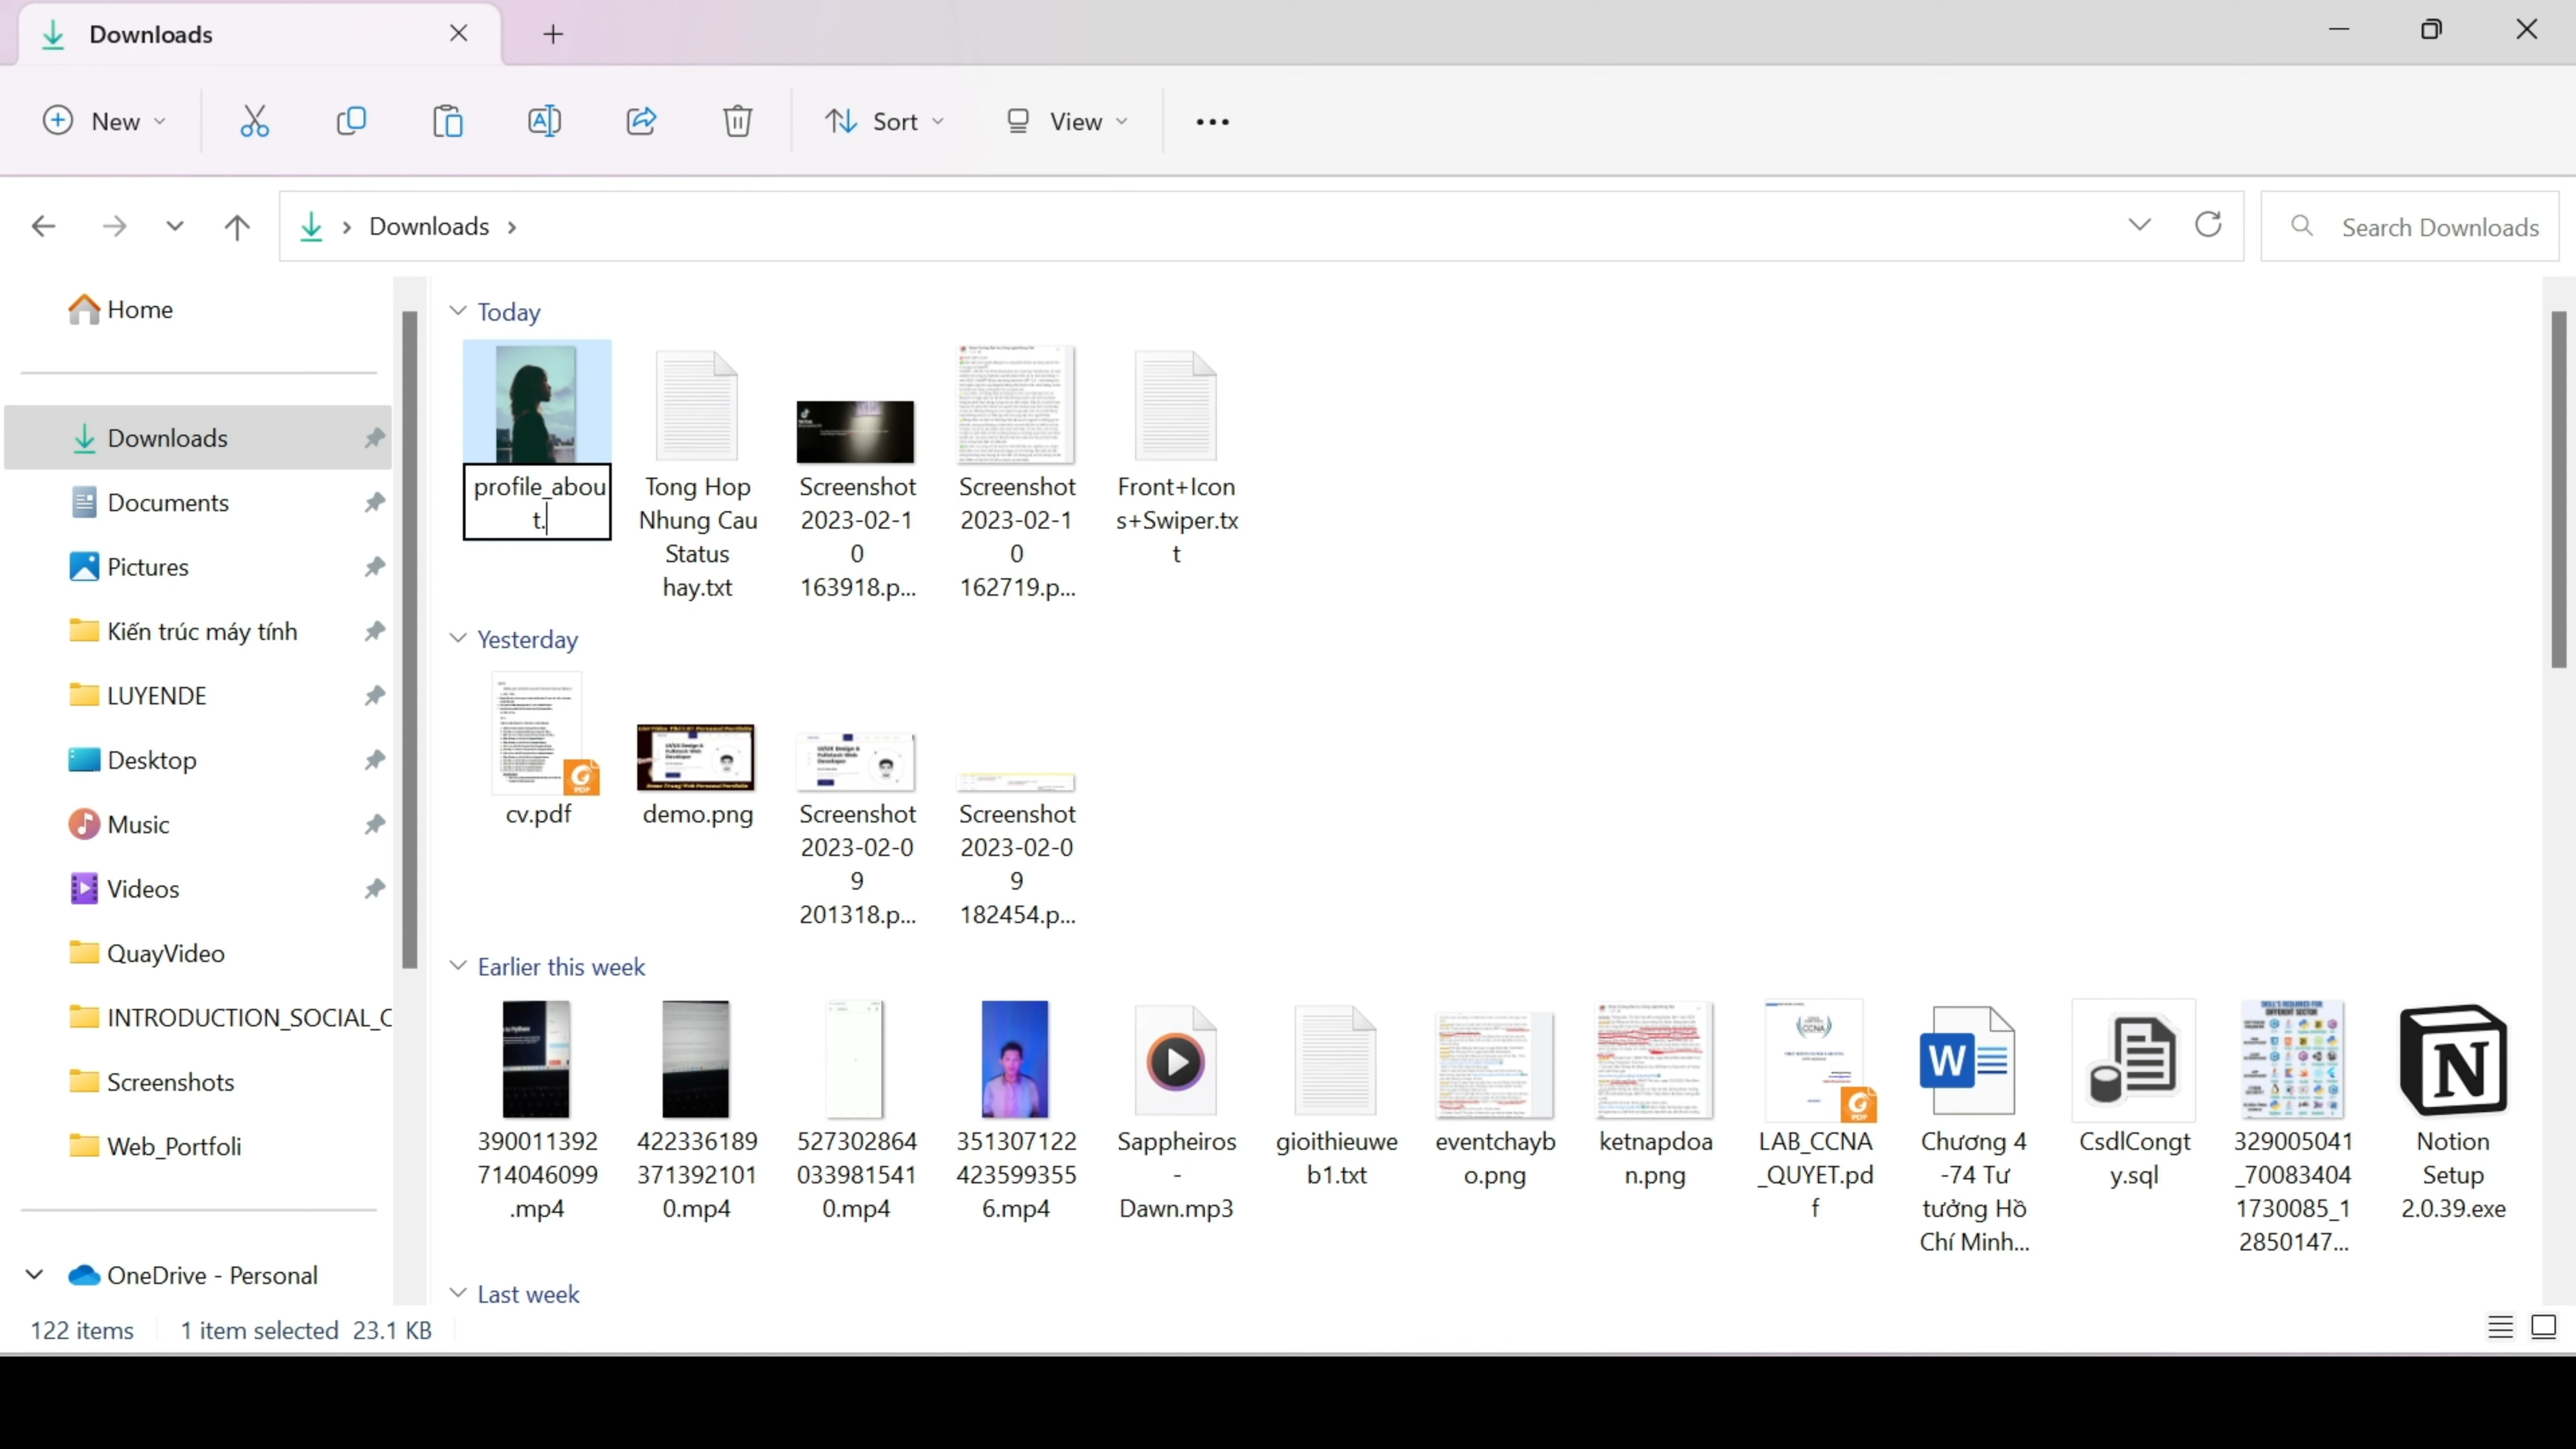 Downloads
New
Sort
View
Downloads
Search Downloads
Home
Downloads
Documents
Pictures
Kiến trúc máy tính
LUYENDE
Desktop
Music
Videos
QuayVideo
INTRODUCTION_SOCIAL_C
Screenshots
Web_Portfoli
OneDrive - Personal
Today
profile_abou
t.
Tong Hop
Nhung Cau
Status
hay.txt
Screenshot
2023-02-1
0
163918.p...
Screenshot
2023-02-1
0
162719.p...
Front+Icon
s+Swiper.tx
t
Yesterday
cv.pdf
demo.png
Screenshot
2023-02-0
9
201318.p...
Screenshot
2023-02-0
9
182454.p...
Earlier this week
390011392
714046099
.mp4
422336189
371392101
0.mp4
527302864
033981541
0.mp4
351307122
423599355
6.mp4
Sappheiros
-
Dawn.mp3
gioithieuwe
b1.txt
eventchayb
o.png
ketnapdoa
n.png
LAB_CCNA
_QUYET.pd
f
Chương 4
-74 Tư
tưởng Hồ
Chí Minh...
CsdlCongt
y.sql
329005041
_70083404
1730085_1
2850147...
Notion
Setup
2.0.39.exe
Last week
122 items
1 item selected 23.1 KB